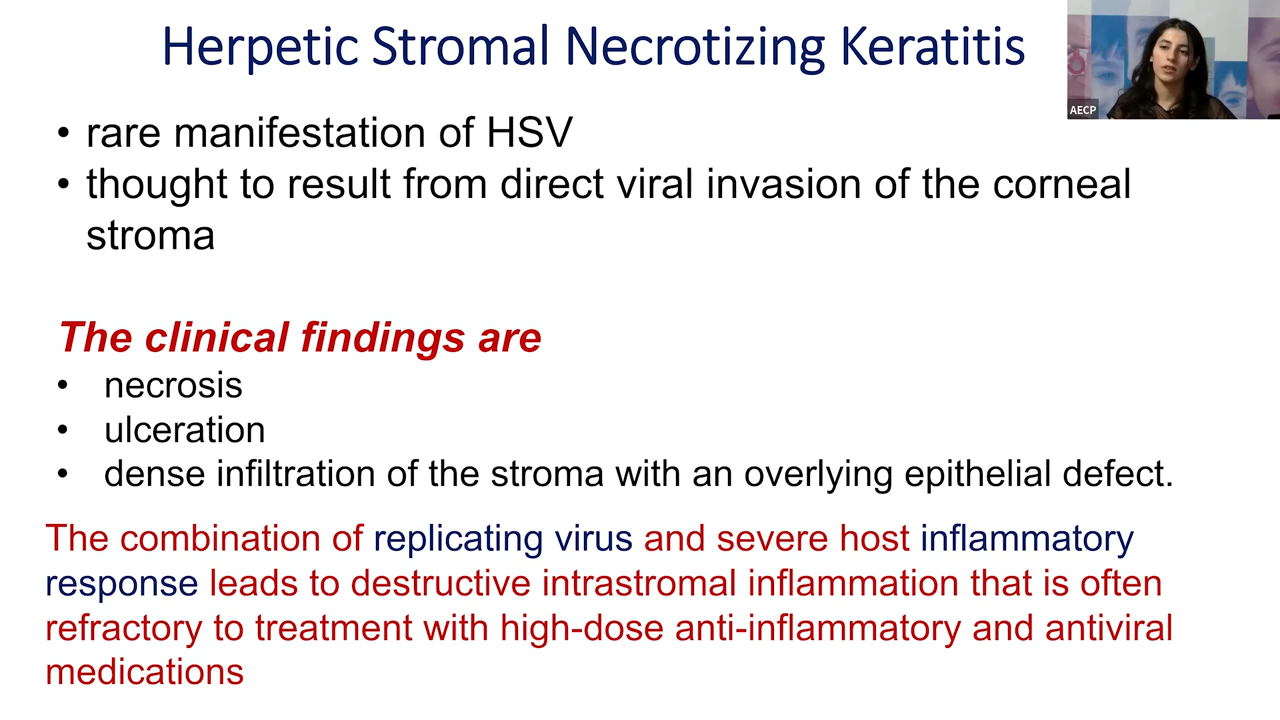 Herpetic Stromal Necrotizing Keratitis
AECP
• rare manifestation of HSV
• thought to result from direct viral invasion of the corneal
stroma
The clinical findings are
• necrosis
• ulceration
• dense infiltration of the stroma with an overlying epithelial defect.
The combination of replicating virus and severe host inflammatory
response leads to destructive intrastromal inflammation that is often
refractory to treatment with high-dose anti-inflammatory and antiviral
medications